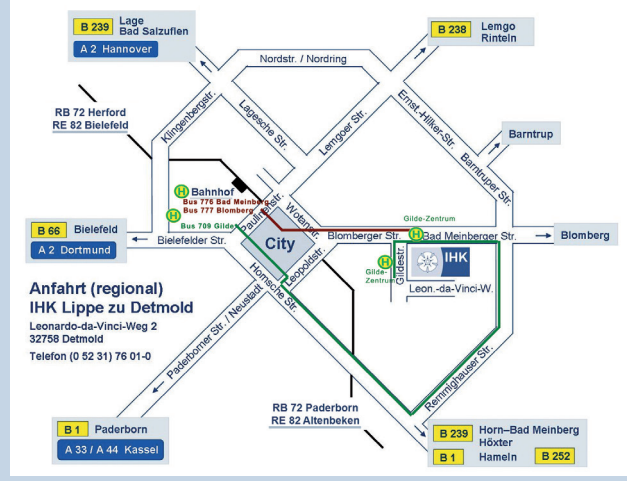 B 239 Lage
Bad Salzuflen
A 2 Hannover
B 238 Lemgo
Rinteln
Nordstr. / Nordring
Klingenbergstr.
Lagesche Str.
Lemgoer Str.
Ernst-Hilker-Str.
Barntruper Str.
Barntrup
RB 72 Herford
RE 82 Bielefeld
H Bahnhof
Bus 776 Bad Meinberg
H Bus 777 Blomberg
Bus 709 Gilde
Paulinenstr.
Wotanstr.
Gilde-Zentrum
B 66 Bielefeld
A 2 Dortmund
Bielefelder Str.
City
Blomberger Str.
H Bad Meinberger Str.
Blomberg
Leopoldstr.
Hornsche Str.
H
Gilde-
Zentrum
Gildestr.
IHK
Leon.-da-Vinci-W.
Anfahrt (regional)
IHK Lippe zu Detmold
Leonardo-da-Vinci-Weg 2
32758 Detmold
Telefon (0 52 31) 76 01-0
Paderborner Str. / Neustadt
Remmighauser Str.
RB 72 Paderborn
RE 82 Altenbeken
B 1 Paderborn
A 33 / A 44 Kassel
B 239 Horn–Bad Meinberg
Höxter
B 1 Hameln B 252